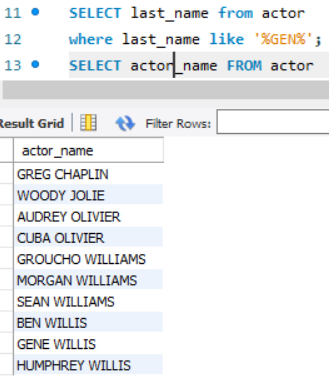 11 SELECT last_name from actor
12 where last_name like '%GEN%';
13 SELECT actor_name FROM actor
Result Grid Filter Rows:
actor_name
GREG CHAPLIN
WOODY JOLIE
AUDREY OLIVIER
CUBA OLIVIER
GROUCHO WILLIAMS
MORGAN WILLIAMS
SEAN WILLIAMS
BEN WILLIS
GENE WILLIS
HUMPHREY WILLIS